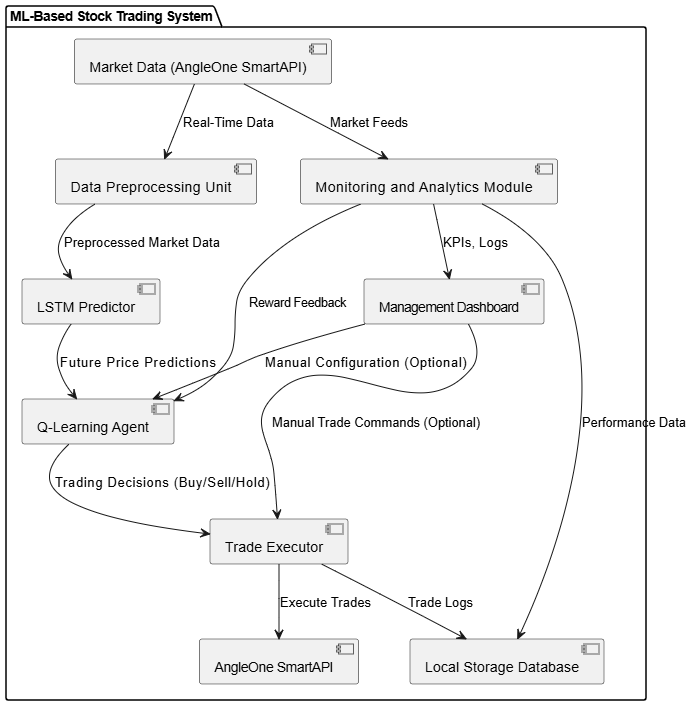 ML-Based Stock Trading System
Market Data (AngleOne SmartAPI)
Real-Time Data
Market Feeds
Data Preprocessing Unit
Monitoring and Analytics Module
Preprocessed Market Data
KPIs, Logs
LSTM Predictor
Reward Feedback
Management Dashboard
Future Price Predictions
Manual Configuration (Optional)
Q-Learning Agent
Manual Trade Commands (Optional)
Performance Data
Trading Decisions (Buy/Sell/Hold)
Trade Executor
Execute Trades
Trade Logs
AngleOne SmartAPI
Local Storage Database